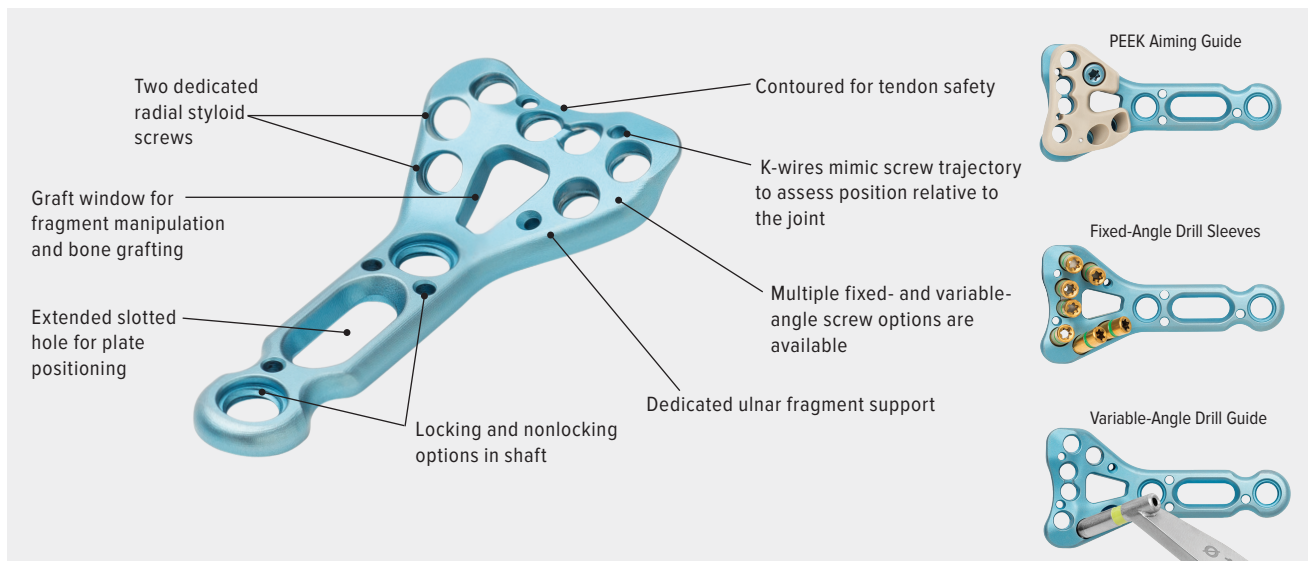 Two dedicated
radial styloid
screws
Graft window for
fragment manipulation
and bone grafting
Extended slotted
hole for plate
positioning
Locking and nonlocking
options in shaft
Contoured for tendon safety
K-wires mimic screw trajectory
to assess position relative to
the joint
Multiple fixed- and variable-
angle screw options are
available
Dedicated ulnar fragment support
PEEK Aiming Guide
Fixed-Angle Drill Sleeves
Variable-Angle Drill Guide